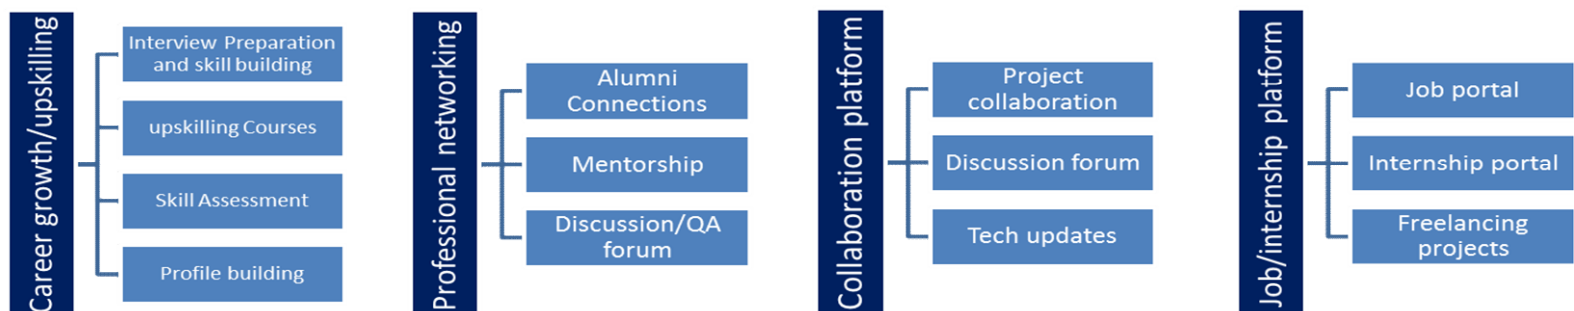 Career growth/upskilling
Interview Preparation
and skill building
upskilling Courses
Skill Assessment
Profile building
Professional networking
Alumni
Connections
Mentorship
Discussion/QA
forum
Collaboration platform
Project
collaboration
Discussion forum
Tech updates
Job/internship platform
Job portal
Internship portal
Freelancing
projects